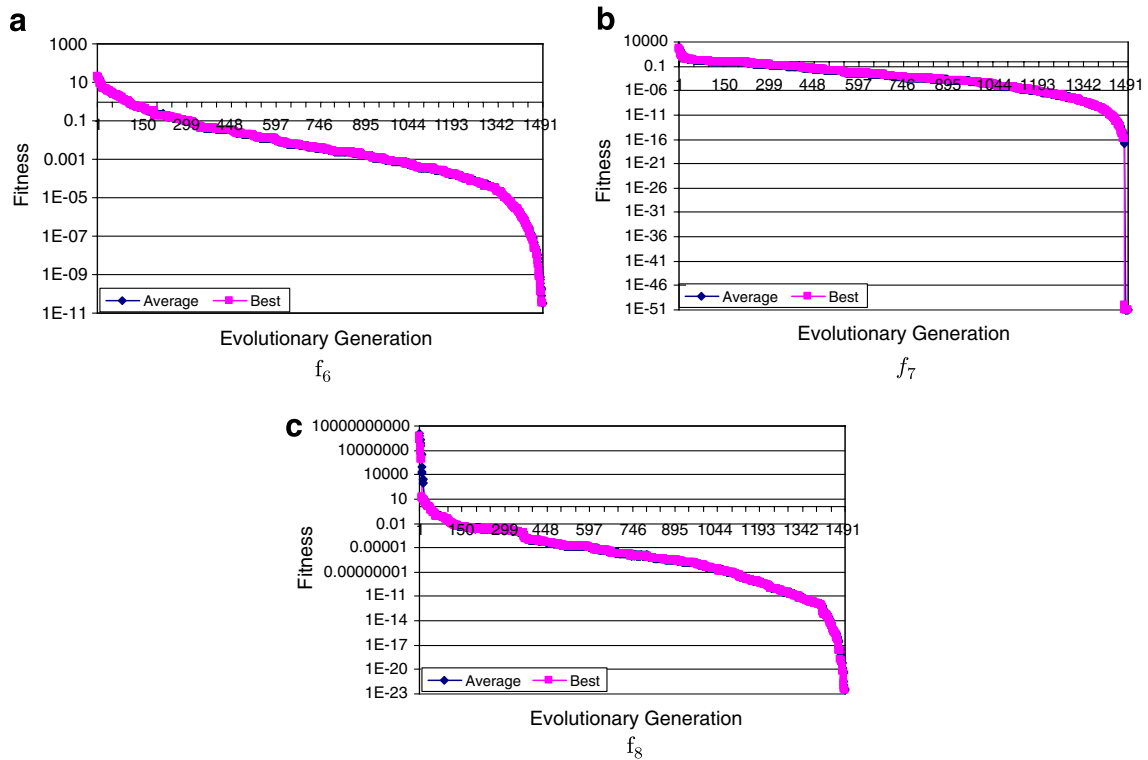 a
1000
10
0.1
0.001
1E-05
1E-07
1E-09
1E-11
1 150 299 448 597 746 895 1044 1193 1342 1491
Fitness
Average Best
Evolutionary Generation
f6
b
10000
0.1
1E-06
1E-11
1E-16
1E-21
1E-26
1E-31
1E-36
1E-41
1E-46
1E-51
1 150 299 448 597 746 895 1044 1193 1342 1491
Fitness
Average Best
Evolutionary Generation
f7
c
10000000000
10000000
10000
10
0.01
0.00001
0.00000001
1E-11
1E-14
1E-17
1E-20
1E-23
1 150 299 448 597 746 895 1044 1193 1342 1491
Fitness
Average Best
Evolutionary Generation
f8